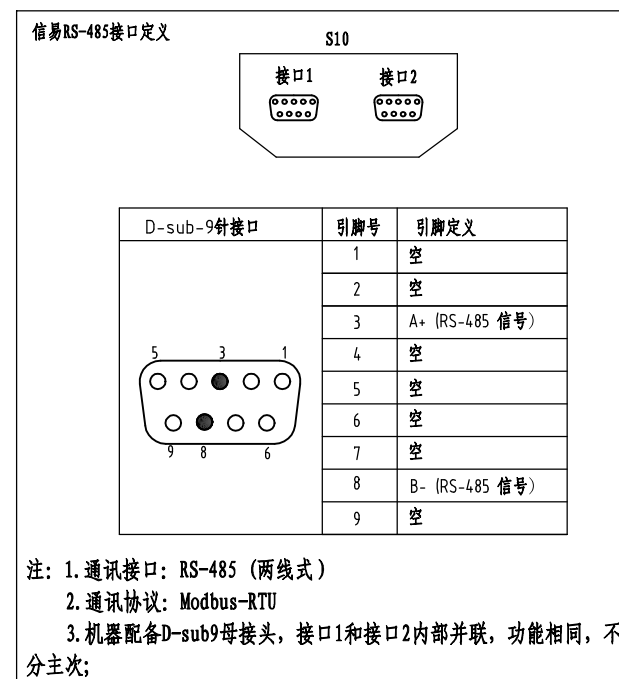 信易RS-485接口定义
S10
接口1 接口2
D-sub-9针接口 引脚号 引脚定义
1 空
2 空
3 A+ (RS-485 信号)
4 空
5 空
6 空
7 空
8 B- (RS-485 信号)
9 空
5 3 1
9 8 6
注: 1.通讯接口: RS-485 (两线式)
2.通讯协议: Modbus-RTU
3.机器配备D-sub9母接头, 接口1和接口2内部并联, 功能相同, 不
分主次;